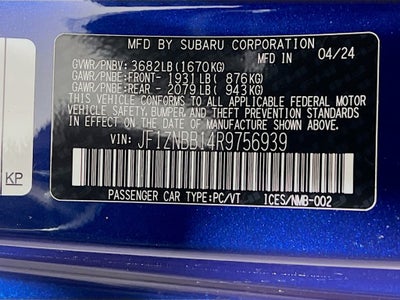 MFD BY SUBARU CORPORATION
GVWR/PNBV: 3682LB(1670KG) MFD IN 04/24
GAWR/PNBE:FRONT- 1931LB( 876KG)
GAWR/PNBE:REAR - 2079LB( 943KG)
THIS VEHICLE CONFORMS TO ALL APPLICABLE FEDERAL MOTOR
VEHICLE SAFETY, BUMPER, AND THEFT PREVENTION
STANDARDS IN EFFECT ON THE DATE OF MANUFACTURE
SHOWN ABOVE.
VIN: JF1ZNBB14R9756939
PASSENGER CAR TYPE:PC/VT ICES/NMB-002
KP